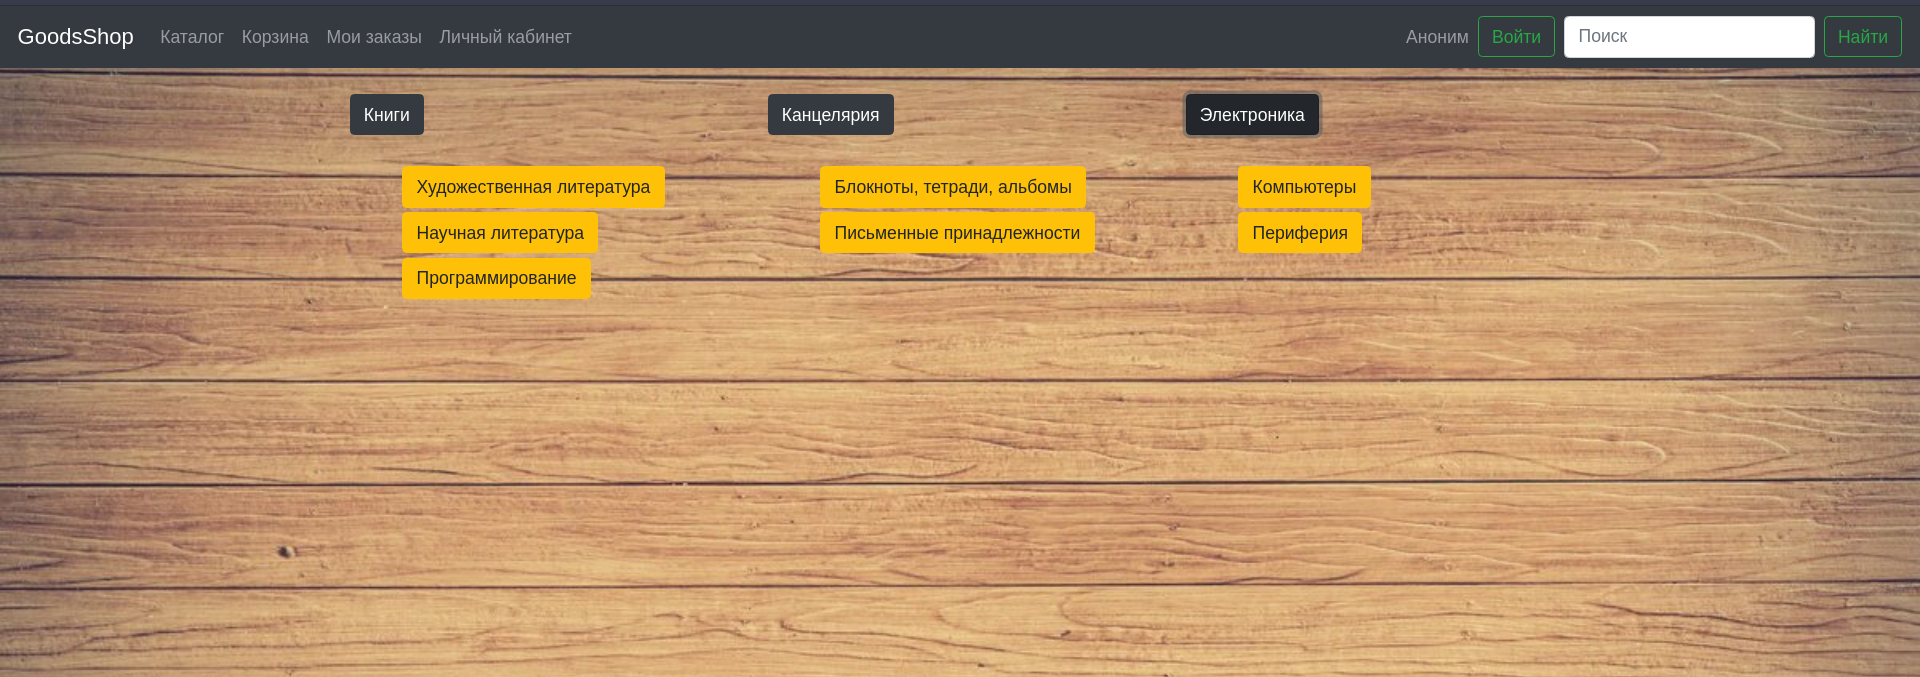 GoodsShop Каталог Корзина Мои заказы Личный кабинет Аноним Войти Поиск Найти
Книги Канцелярия Электроника
Художественная литература Блокноты, тетради, альбомы Компьютеры
Научная литература Письменные принадлежности Периферия
Программирование